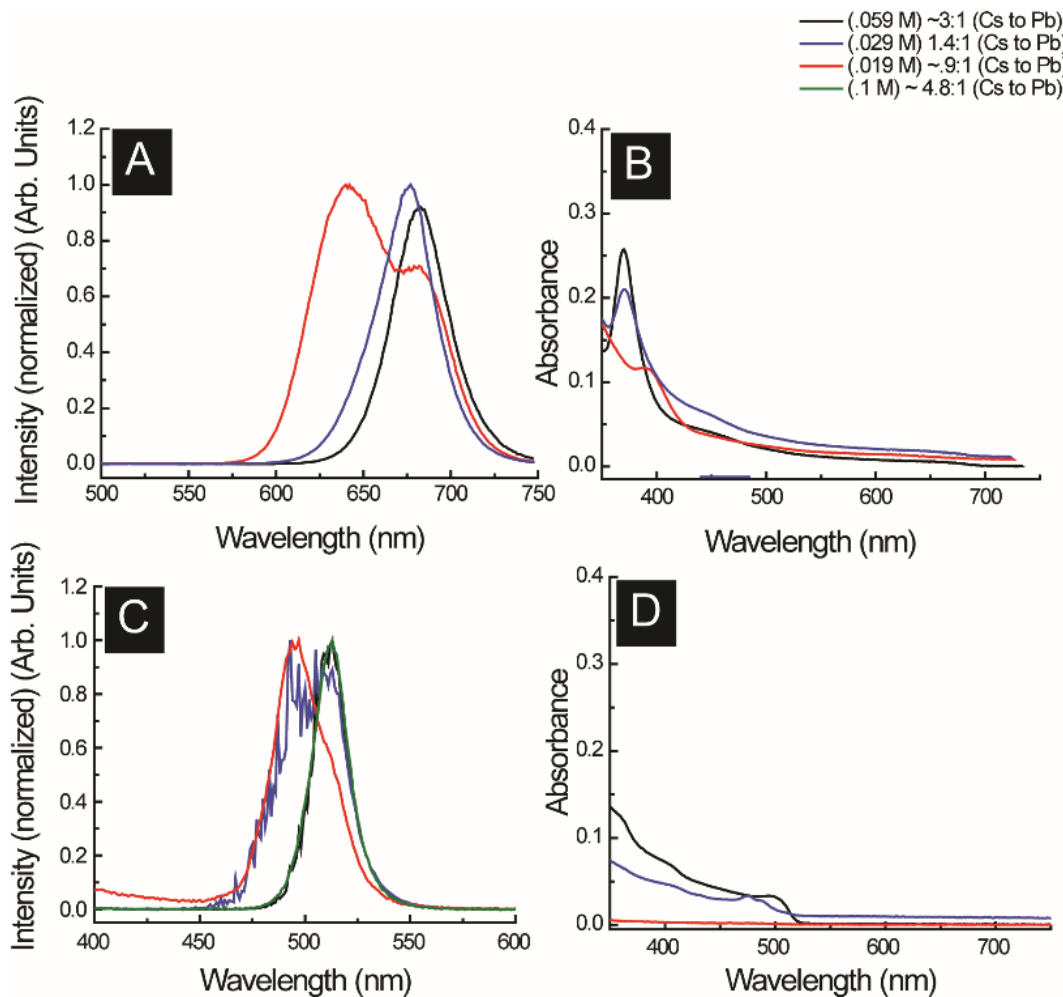 (.059 M) ~3:1 (Cs to Pb)
(.029 M) 1.4:1 (Cs to Pb)
(.019 M) ~.9:1 (Cs to Pb)
(.1 M) ~ 4.8:1 (Cs to Pb)
A
Intensity (normalized) (Arb. Units)
1.2
1.0
0.8
0.6
0.4
0.2
0.0
500 550 600 650 700 750
Wavelength (nm)
B
Absorbance
0.4
0.3
0.2
0.1
0.0
400 500 600 700
Wavelength (nm)
C
Intensity (normalized) (Arb. Units)
1.2
1.0
0.8
0.6
0.4
0.2
0.0
400 450 500 550 600
Wavelength (nm)
D
Absorbance
0.4
0.3
0.2
0.1
0.0
400 500 600 700
Wavelength (nm)